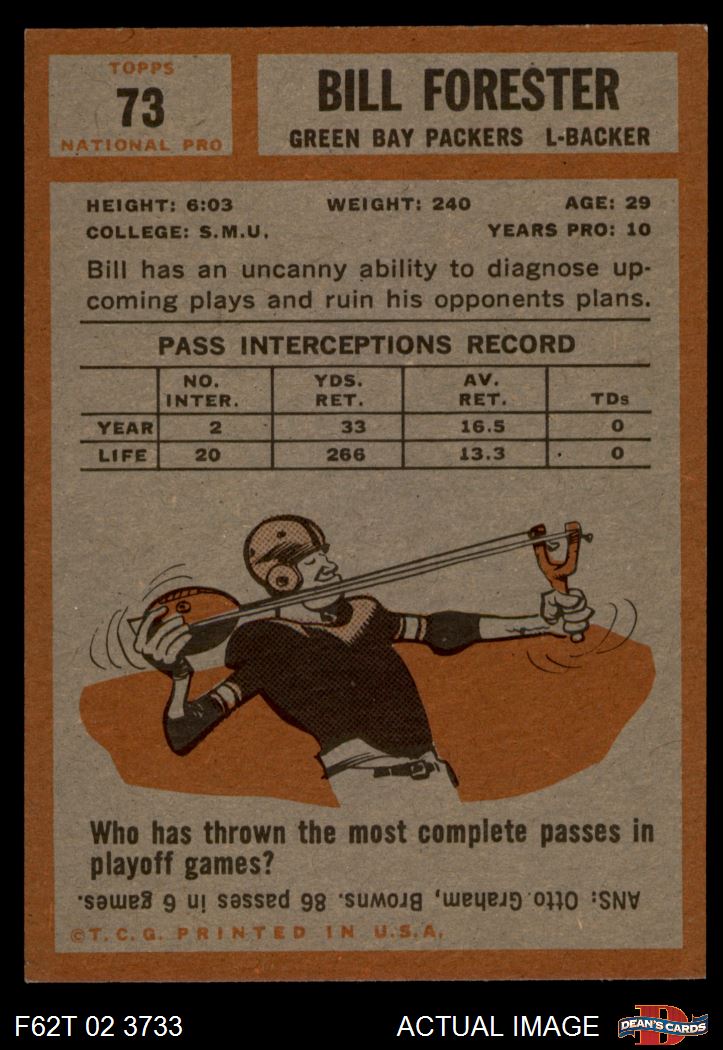 TOPPS
73
NATIONAL PRO
BILL FORESTER
GREEN BAY PACKERS L-BACKER
HEIGHT: 6:03 WEIGHT: 240 AGE: 29
COLLEGE: S.M.U. YEARS PRO: 10
Bill has an uncanny ability to diagnose up-
coming plays and ruin his opponents plans.
PASS INTERCEPTIONS RECORD
NO. INTER. YDS. RET. AV. RET. TDs
YEAR 2 33 16.5 0
LIFE 20 266 13.3 0
Who has thrown the most complete passes in
playoff games?
ANS: Otto Graham, Browns. 86 passes in 6 games.
©T.C.G. PRINTED IN U.S.A.
F62T 02 3733 ACTUAL IMAGE D DEAN'S CARDS